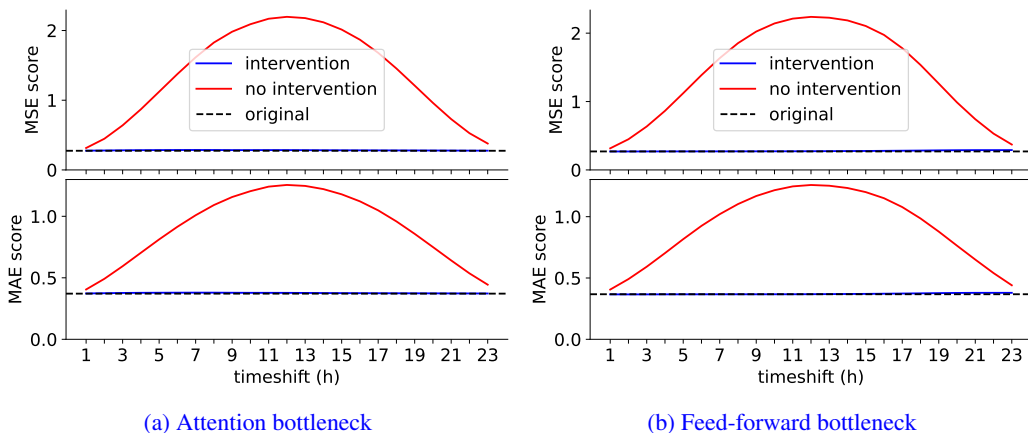 MSE score
2
1
0
intervention
no intervention
original
MAE score
1.0
0.5
0.0
1 3 5 7 9 11 13 15 17 19 21 23
timeshift (h)
(a) Attention bottleneck
MSE score
2
1
0
intervention
no intervention
original
MAE score
1.0
0.5
0.0
1 3 5 7 9 11 13 15 17 19 21 23
timeshift (h)
(b) Feed-forward bottleneck